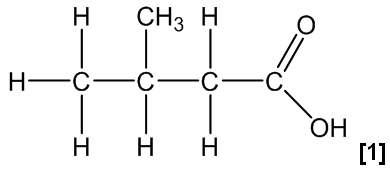 H CH₃ H O
H C C C C
H H H OH
[1]